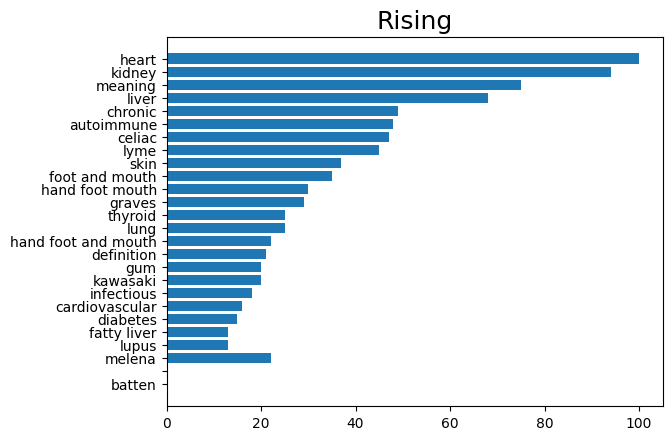 Rising
heart
kidney
meaning
liver
chronic
autoimmune
celiac
lyme
skin
foot and mouth
hand foot mouth
graves
thyroid
lung
hand foot and mouth
definition
gum
kawasaki
infectious
cardiovascular
diabetes
fatty liver
lupus
melena
batten
0 20 40 60 80 100